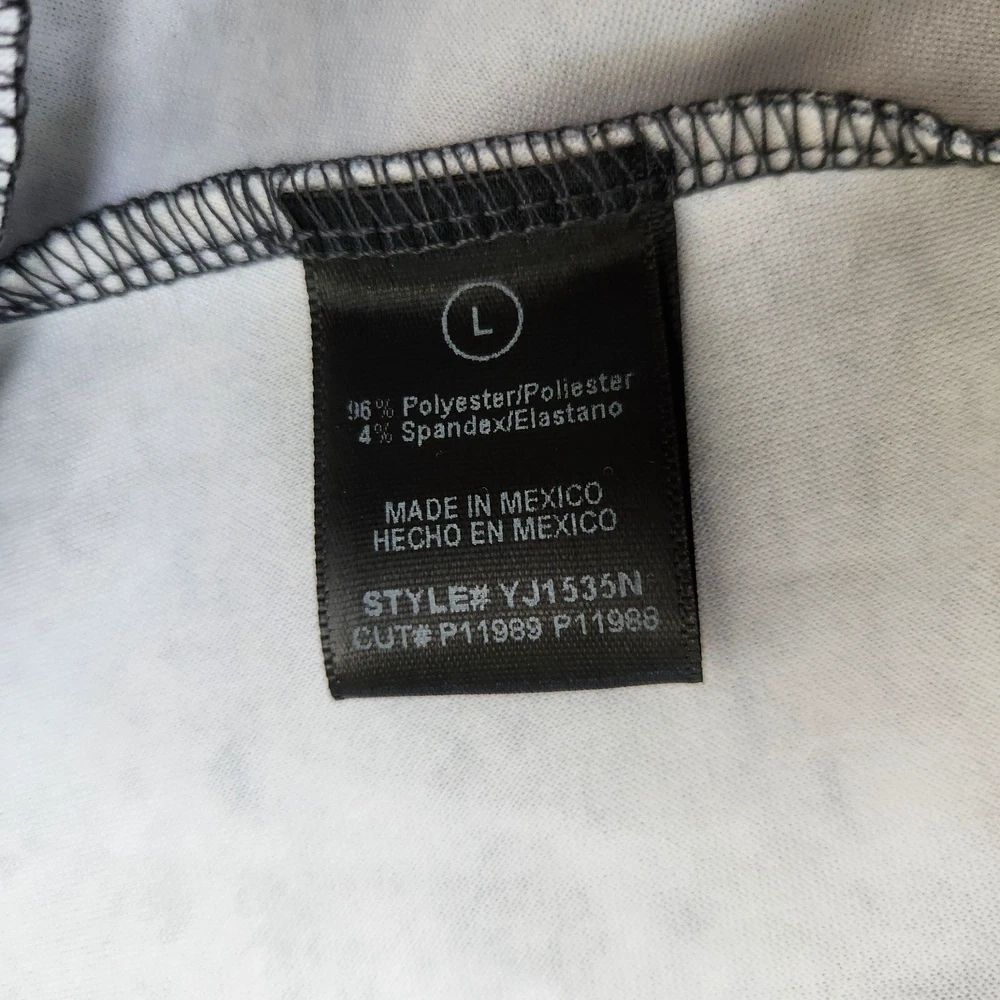 L
96% Polyester/Poliester
4% Spandex/Elastano
MADE IN MEXICO
HECHO EN MEXICO
STYLE# YJ1535N
CUT# P11989 P11988